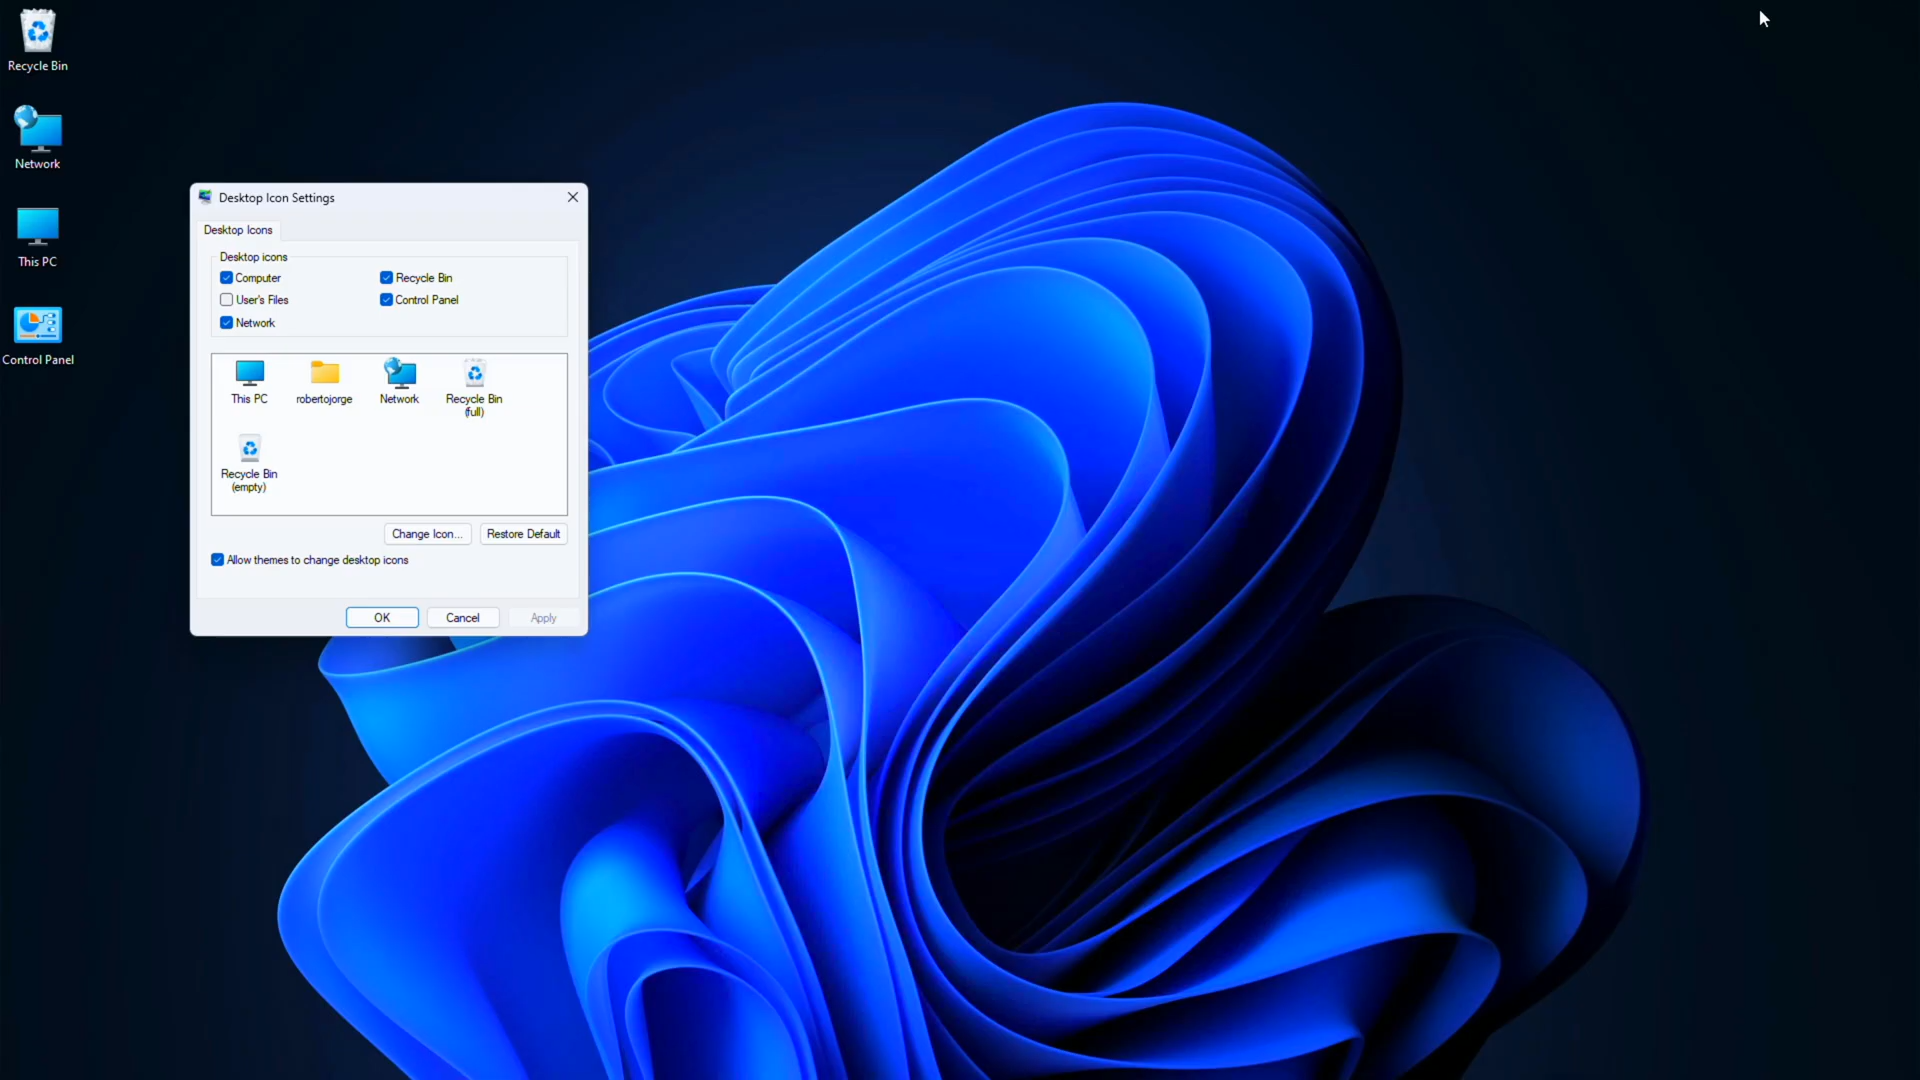 Recycle Bin
Network
This PC
Control Panel
Desktop Icon Settings
Desktop Icons
Desktop icons
Computer
Recycle Bin
User's Files
Control Panel
Network
This PC
robertojorge
Network
Recycle Bin
(full)
Recycle Bin
(empty)
Change Icon...
Restore Default
Allow themes to change desktop icons
OK
Cancel
Apply